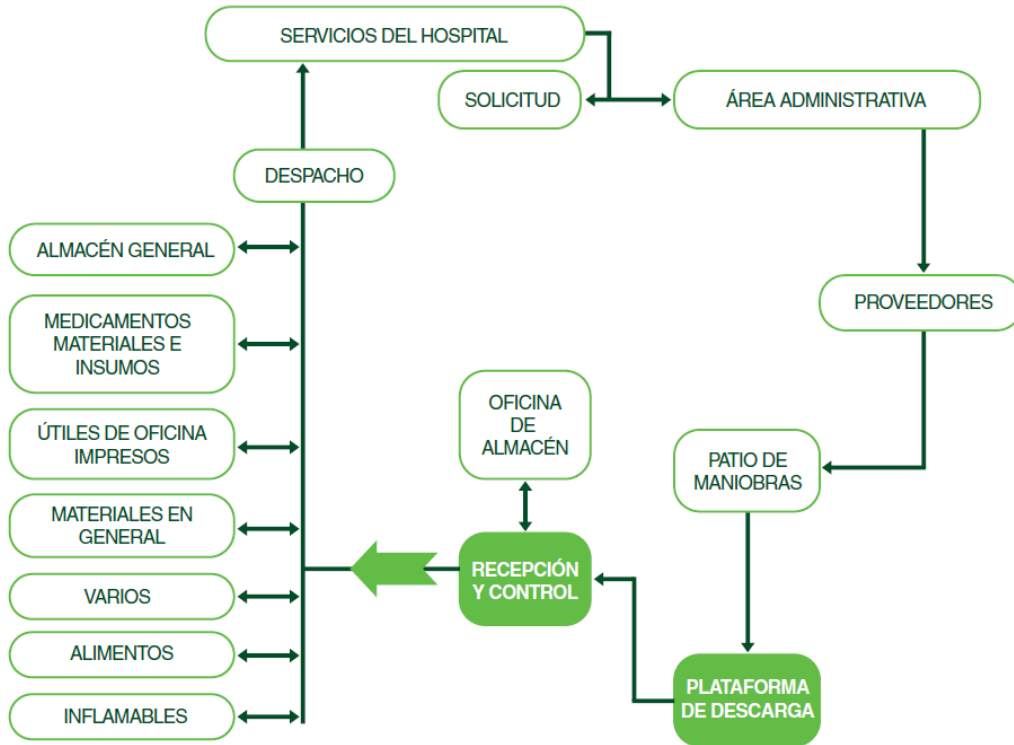 SERVICIOS DEL HOSPITAL
SOLICITUD
ÁREA ADMINISTRATIVA
DESPACHO
ALMACÉN GENERAL
PROVEEDORES
MEDICAMENTOS
MATERIALES E
INSUMOS
OFICINA
DE
ALMACÉN
ÚTILES DE OFICINA
IMPRESOS
PATIO DE
MANIOBRAS
MATERIALES EN
GENERAL
RECEPCIÓN
Y CONTROL
VARIOS
ALIMENTOS
PLATAFORMA
DE DESCARGA
INFLAMABLES